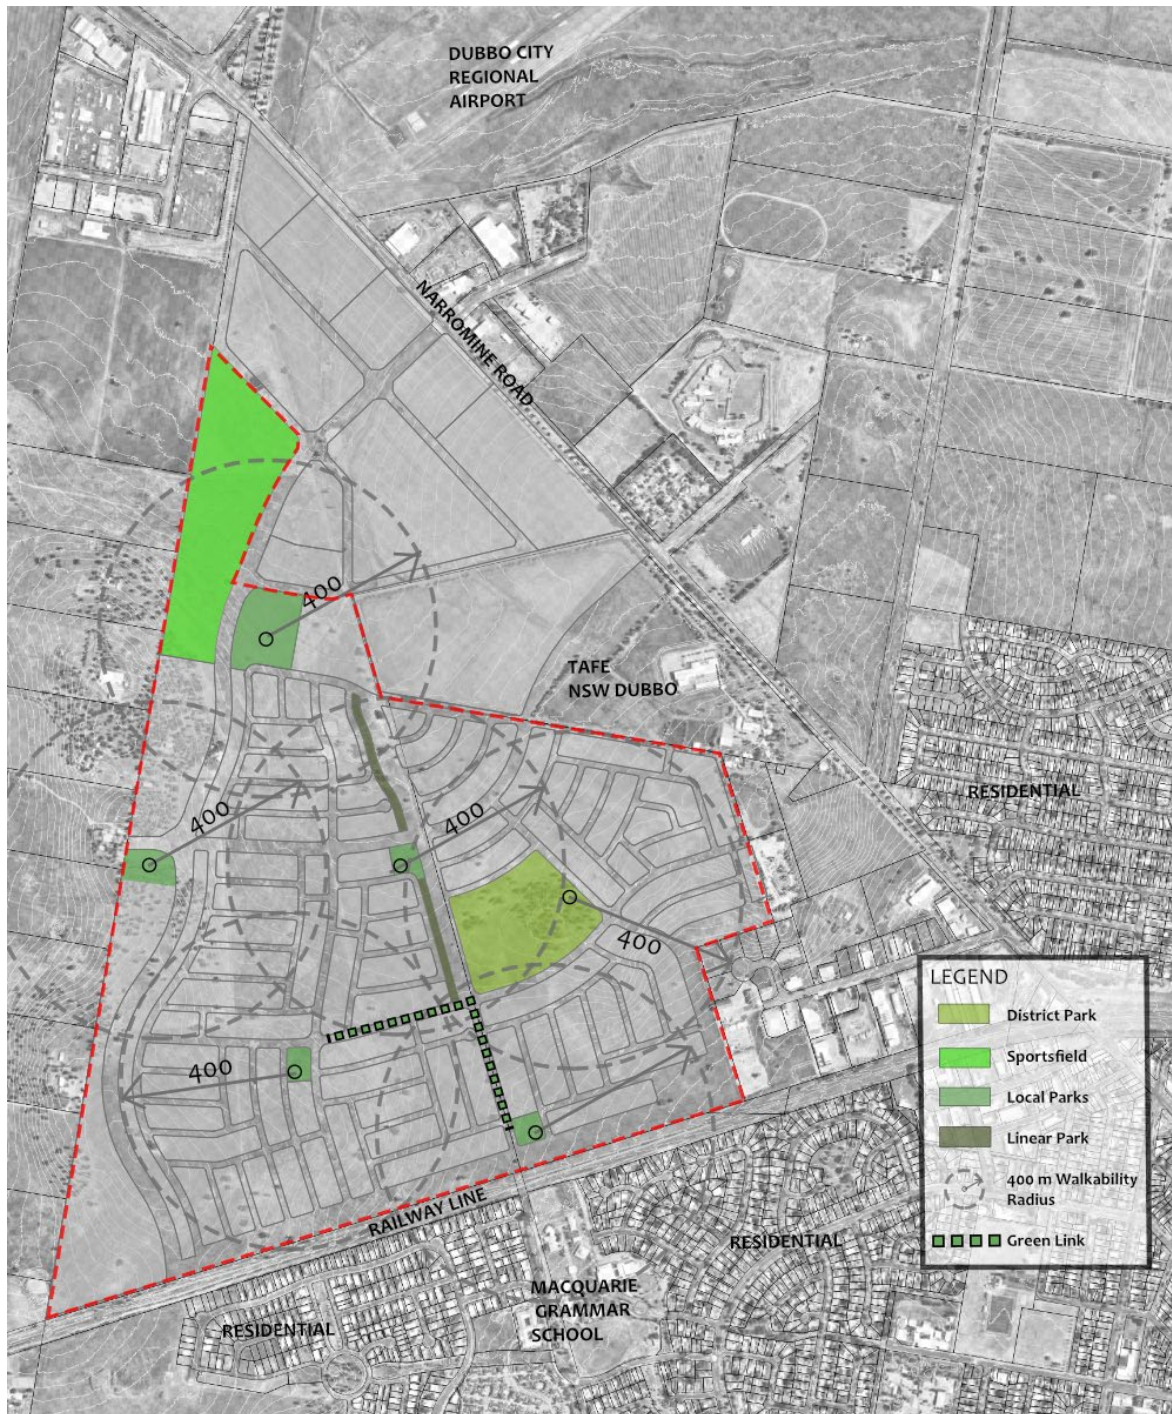 DUBBO CITY
REGIONAL
AIRPORT
NARROMINE ROAD
400
TAFE
NSW DUBBO
RESIDENTIAL
400
400
400
400
LEGEND
District Park
Sportsfield
Local Parks
Linear Park
400 m Walkability
Radius
Green Link
RAILWAY LINE
RESIDENTIAL
MACQUARIE
GRAMMAR
SCHOOL
RESIDENTIAL